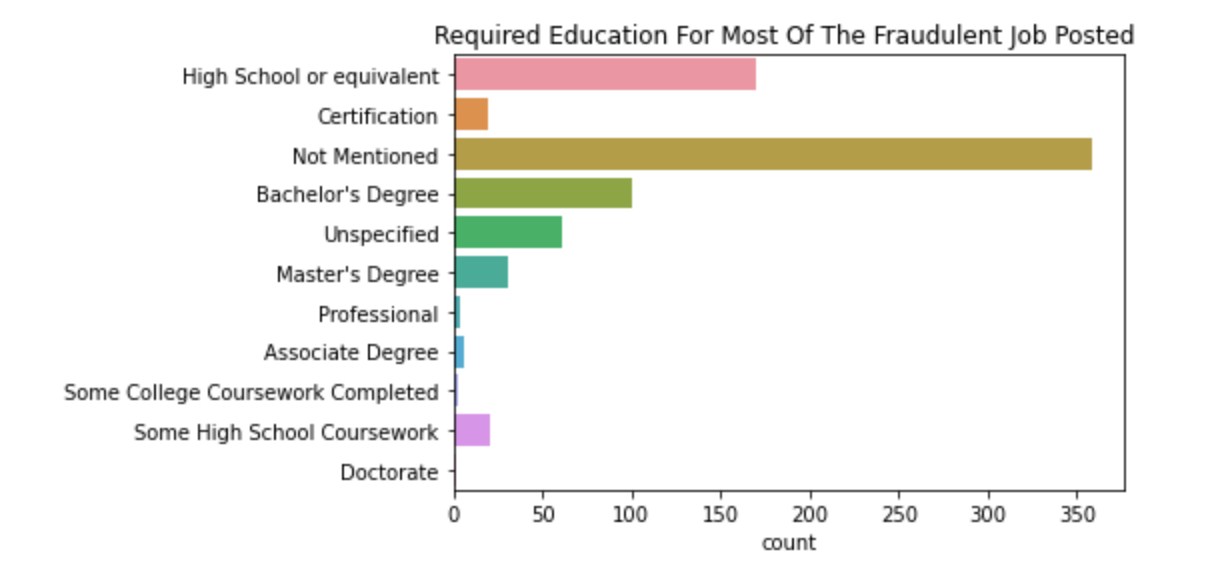 Required Education For Most Of The Fraudulent Job Posted
High School or equivalent
Certification
Not Mentioned
Bachelor's Degree
Unspecified
Master's Degree
Professional
Associate Degree
Some College Coursework Completed
Some High School Coursework
Doctorate
0 50 100 150 200 250 300 350
count